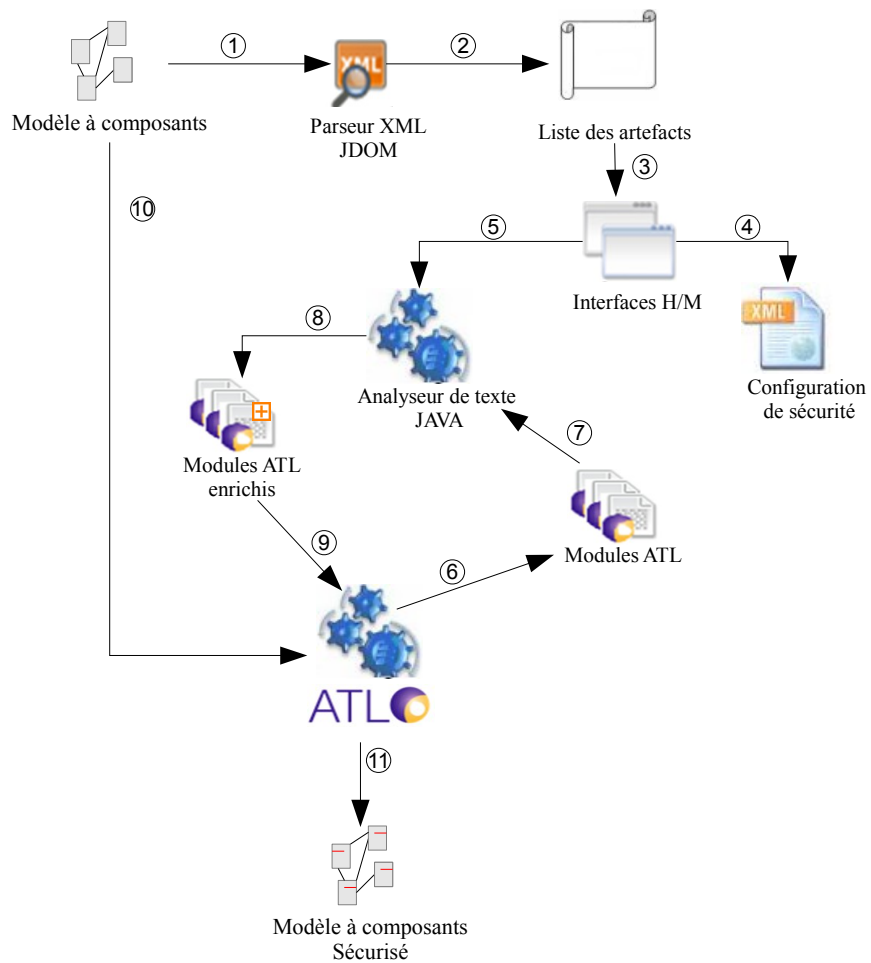 ①
②
XML
Modèle à composants
Parseur XML
JDOM
Liste des artefacts
③
⑩
⑤
④
Interfaces H/M
XML
⑧
Configuration
de sécurité
Analyseur de texte
JAVA
⑦
Modules ATL
enrichis
⑨
⑥
Modules ATL
ATL
⑪
Modèle à composants
Sécurisé